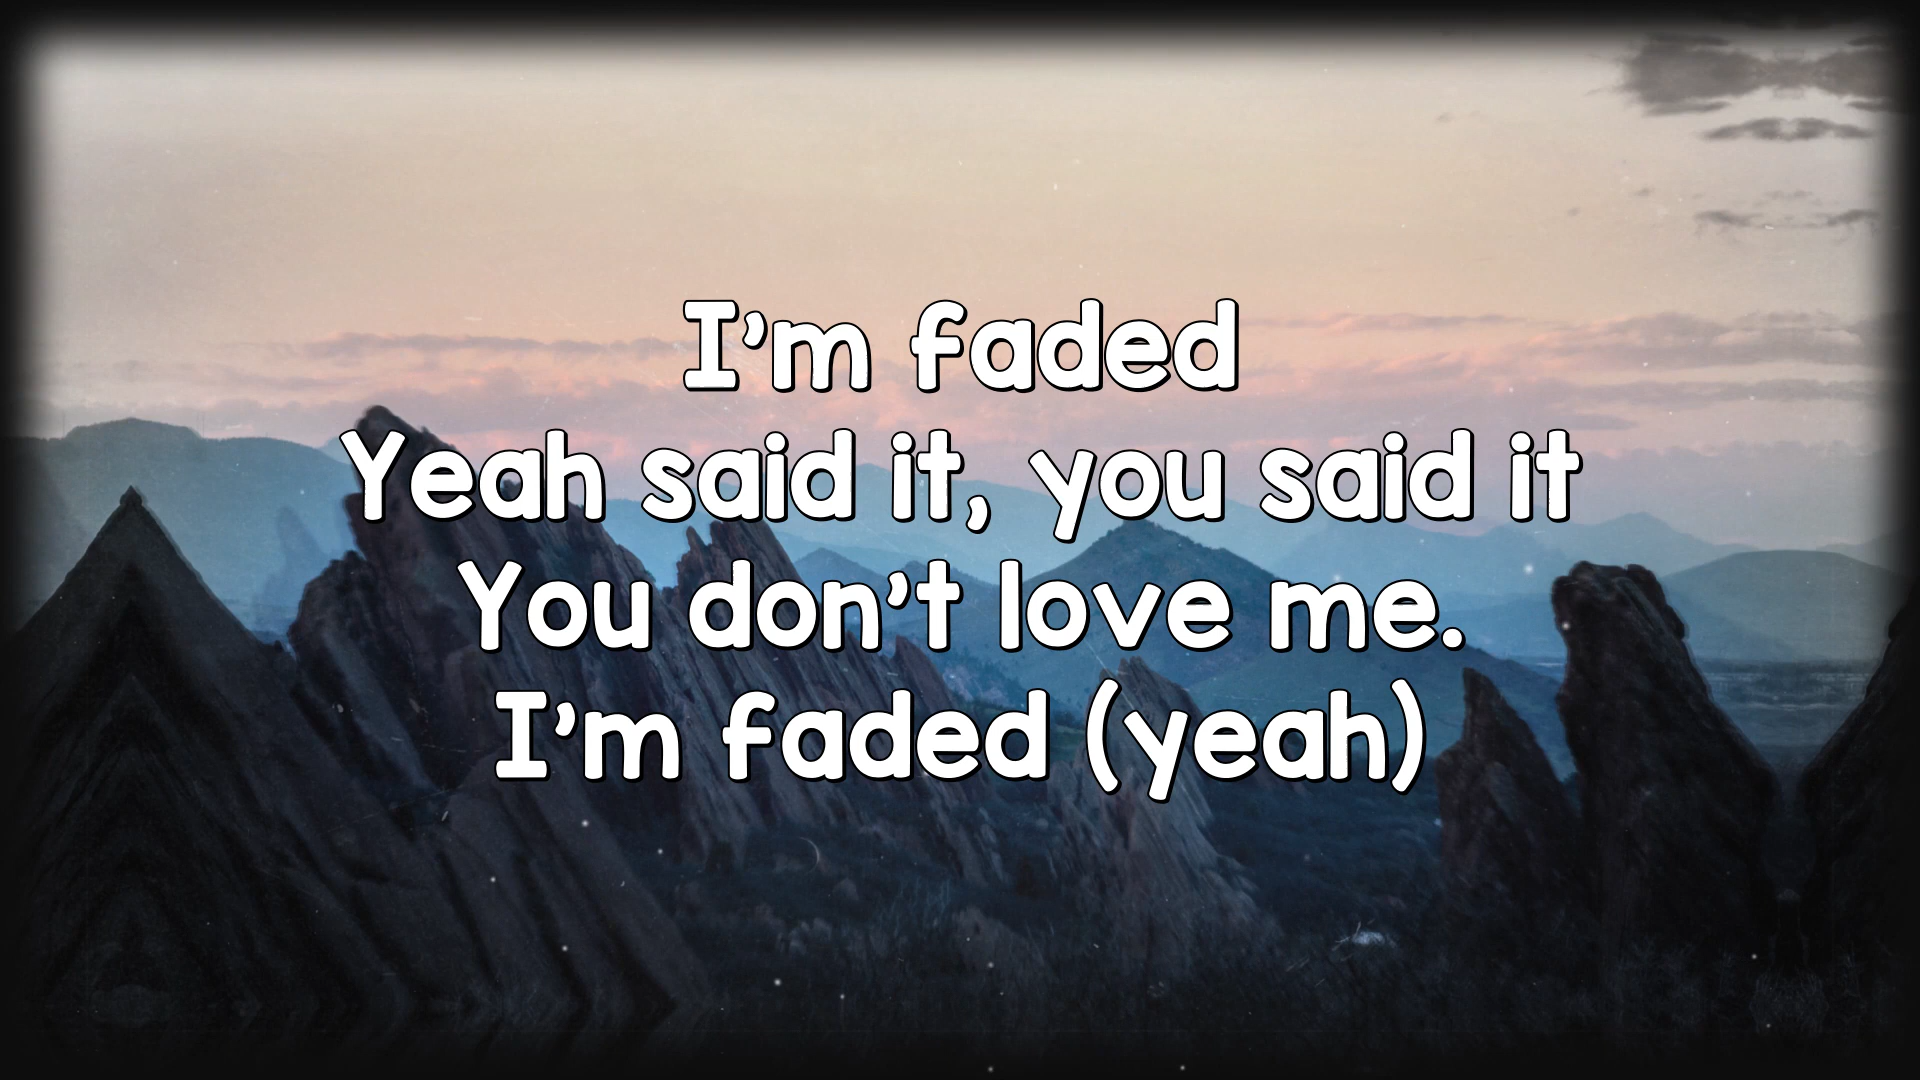 I’m faded
Yeah said it, you said it
You don’t love me.
I’m faded (yeah)